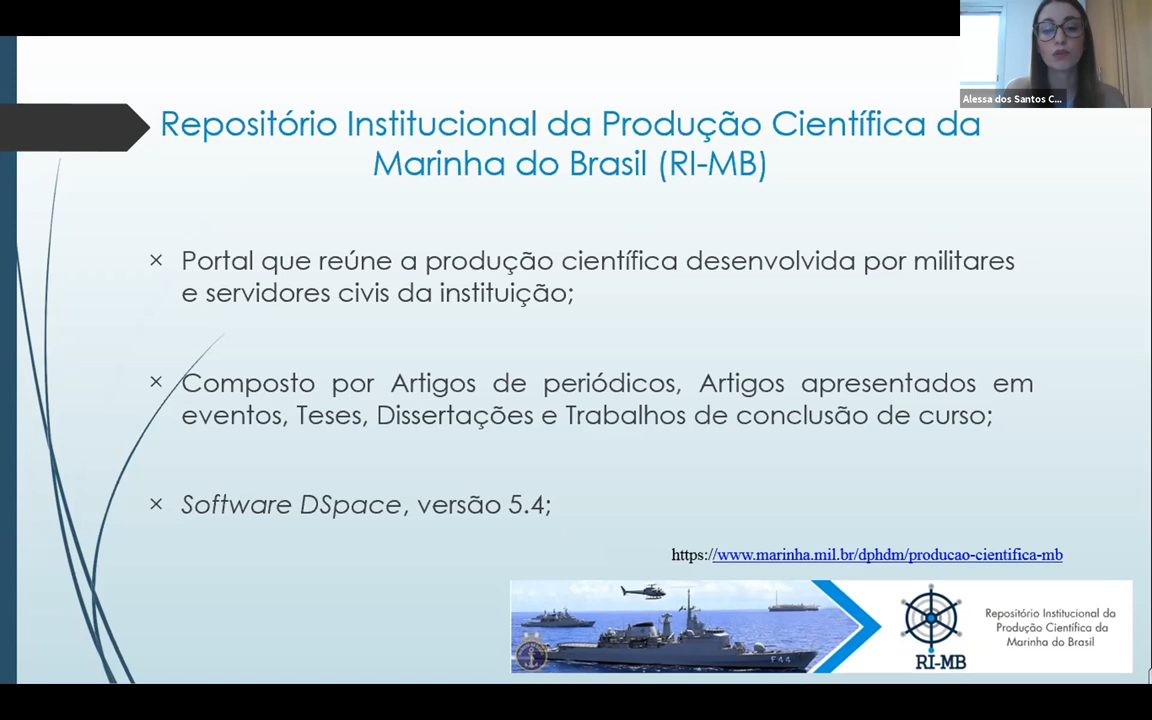 Alessa dos Santos C...
Repositório Institucional da Produção Científica da
Marinha do Brasil (RI-MB)
× Portal que reúne a produção científica desenvolvida por militares
e servidores civis da instituição;
× Composto por Artigos de periódicos, Artigos apresentados em
eventos, Teses, Dissertações e Trabalhos de conclusão de curso;
× Software DSpace, versão 5.4;
https://www.marinha.mil.br/dphdm/producao-cientifica-mb
F44
RI-MB
Repositório Institucional da
Produção Científica da
Marinha do Brasil